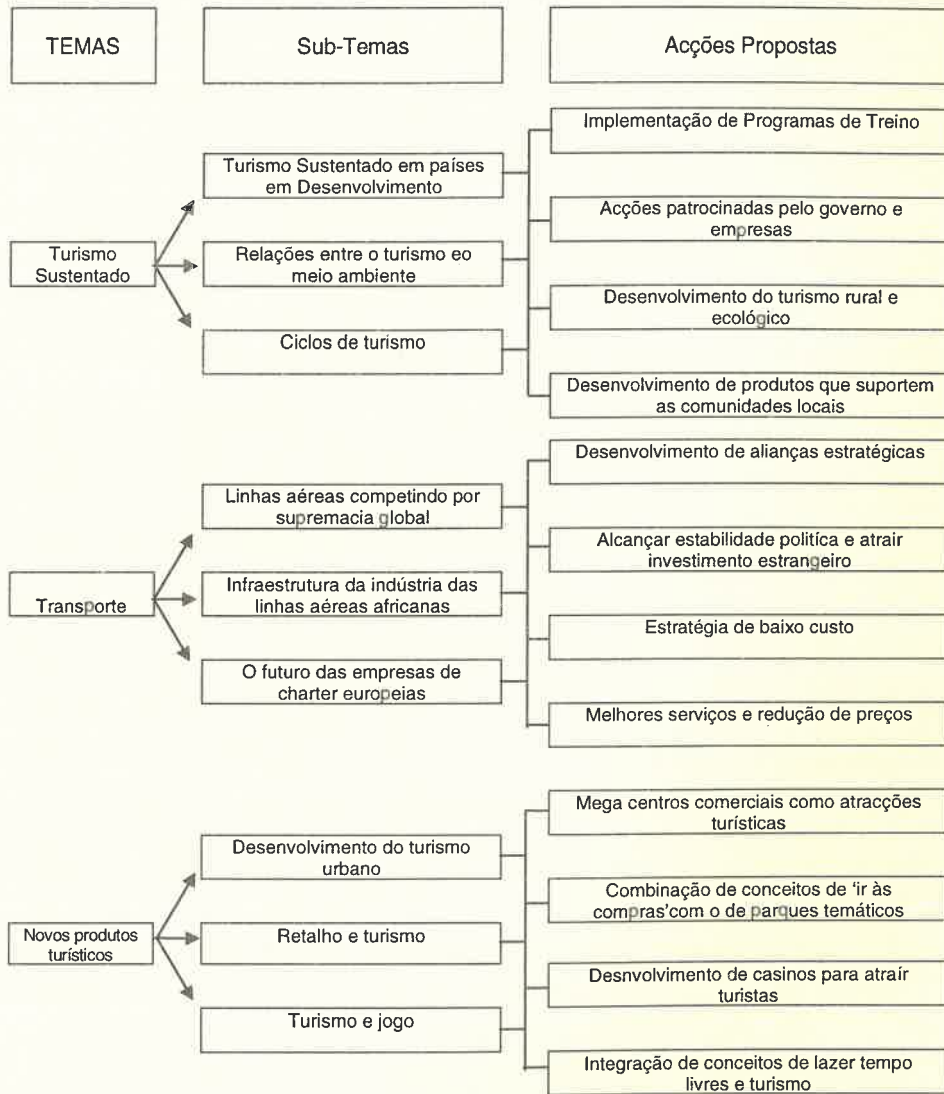 TEMAS
Sub-Temas
Acções Propostas
Turismo
Sustentado
Turismo Sustentado em países
em Desenvolvimento
Relações entre o turismo eo
meio ambiente
Ciclos de turismo
Implementação de Programas de Treino
Acções patrocinadas pelo governo e
empresas
Desenvolvimento do turismo rural e
ecológico
Desenvolvimento de produtos que suportem
as comunidades locais
Transporte
Linhas aéreas competindo por
supremacia global
Infraestrutura da indústria das
linhas aéreas africanas
O futuro das empresas de
charter europeias
Desenvolvimento de alianças estratégicas
Alcançar estabilidade politíca e atrair
investimento estrangeiro
Estratégia de baixo custo
Melhores serviços e redução de preços
Novos produtos
turísticos
Desenvolvimento do turismo
urbano
Retalho e turismo
Turismo e jogo
Mega centros comerciais como atracções
turísticas
Combinação de conceitos de 'ir às
compras'com o de parques temáticos
Desnvolvimento de casinos para atraír
turistas
Integração de conceitos de lazer tempo
livres e turismo